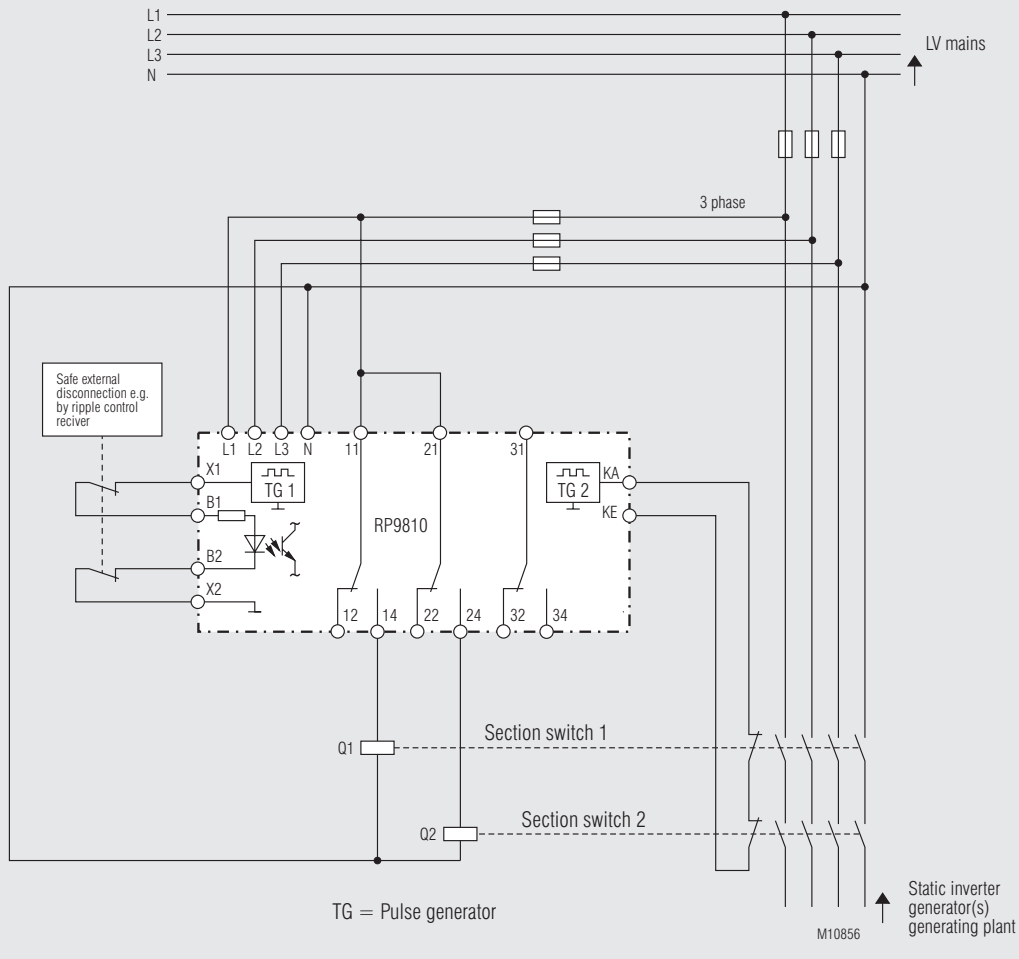 L1
L2
L3
N
LV mains
3 phase
Safe external
disconnection e.g.
by ripple control
reciver
L1 L2 L3 N 11 21 31
X1
TG 1
TG 2
KA
B1
KE
RP9810
B2
X2
12 14 22 24 32 34
Section switch 1
Q1
Section switch 2
Q2
TG = Pulse generator
Static inverter
generator(s)
generating plant
M10856